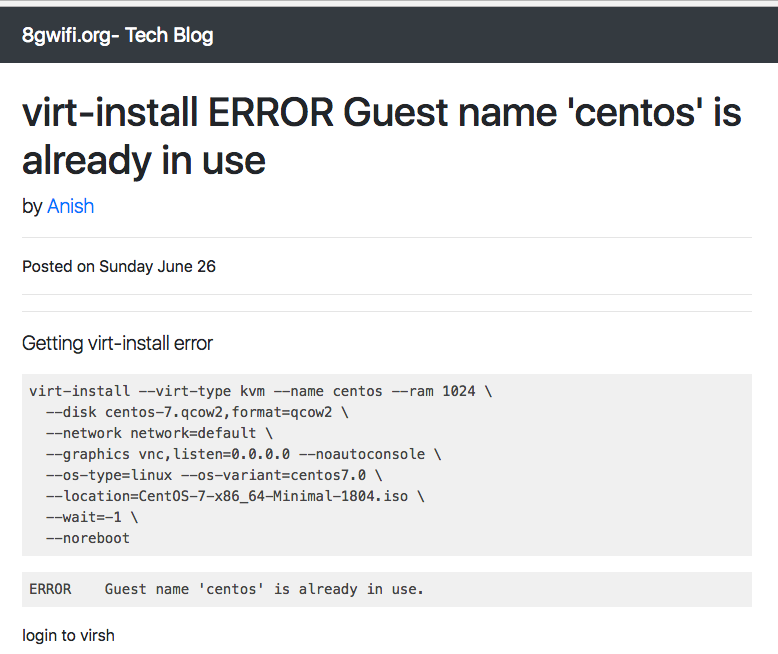 8gwifi.org- Tech Blog
virt-install ERROR Guest name 'centos' is
already in use
by Anish
Posted on Sunday June 26
Getting virt-install error
virt-install --virt-type kvm --name centos --ram 1024 \
  --disk centos-7.qcow2,format=qcow2 \
  --network network=default \
  --graphics vnc,listen=0.0.0.0 --noautoconsole \
  --os-type=linux --os-variant=centos7.0 \
  --location=CentOS-7-x86_64-Minimal-1804.iso \
  --wait=-1 \
  --noreboot
ERROR    Guest name 'centos' is already in use.
login to virsh